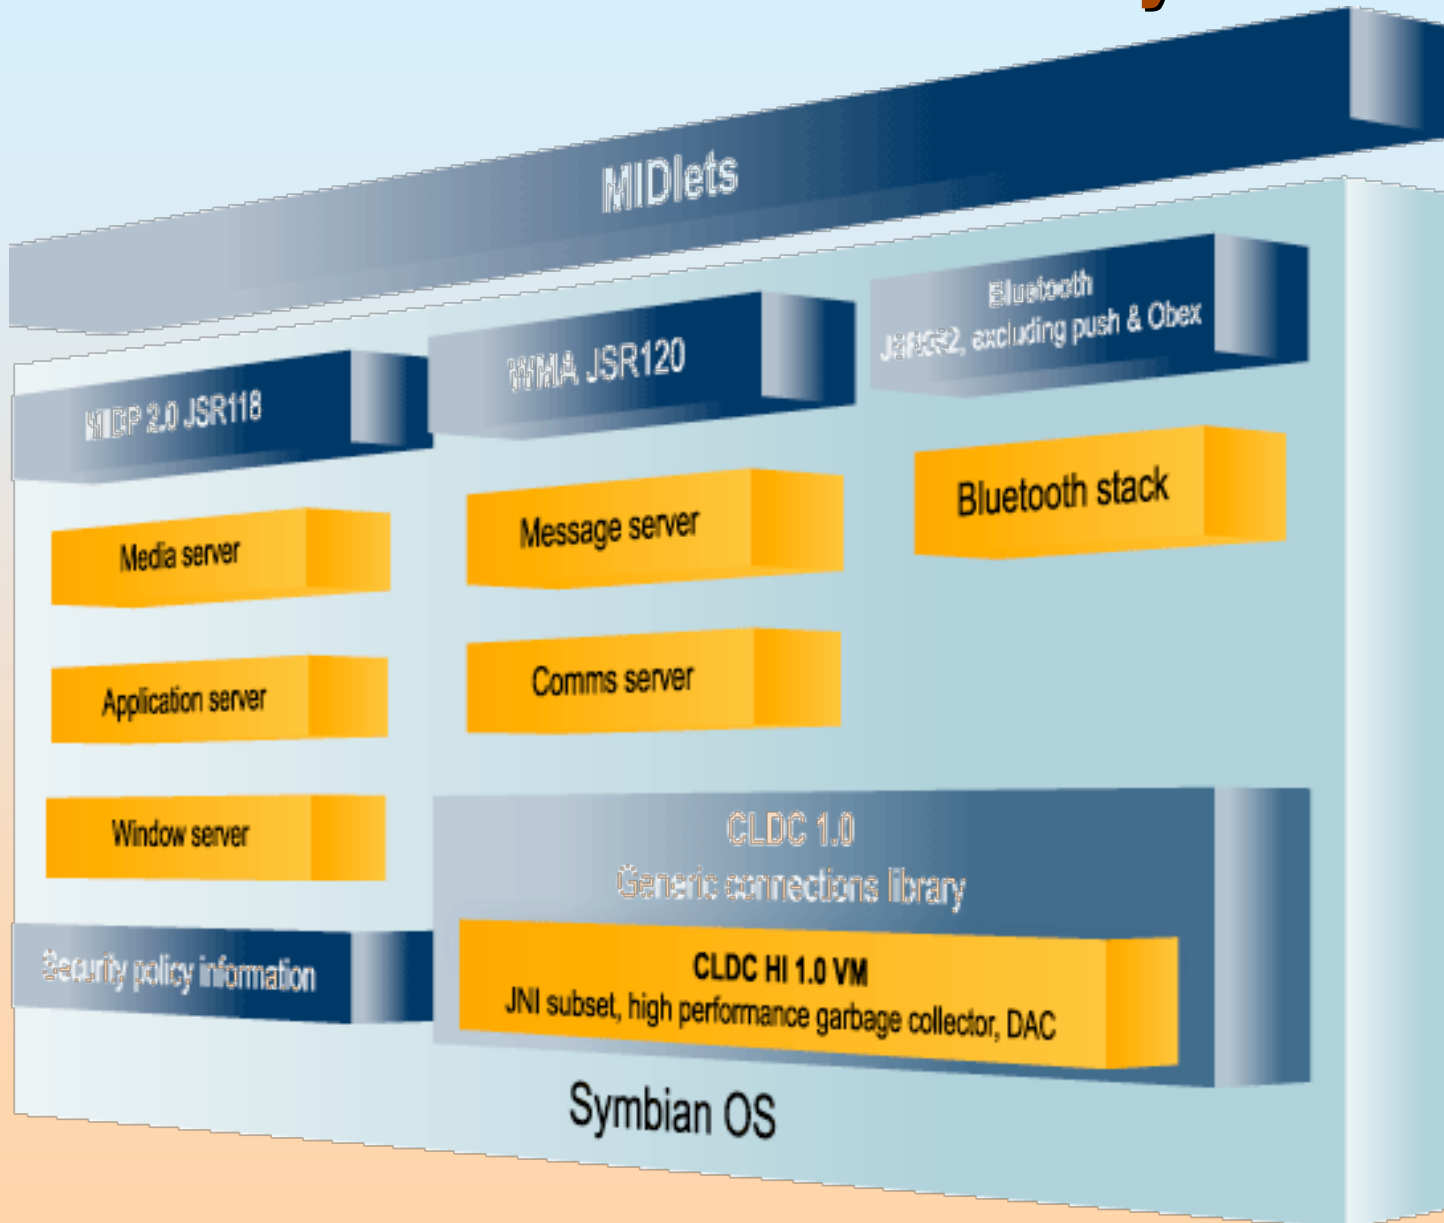 MIDlets
Bluetooth
JSR082, excluding push & Obex
WMA JSR120
MIDP 2.0 JSR118
Media server
Message server
Bluetooth stack
Application server
Comms server
Window server
CLDC 1.0
Generic connections library
Security policy information
CLDC HI 1.0 VM
JNI subset, high performance garbage collector, DAC
Symbian OS